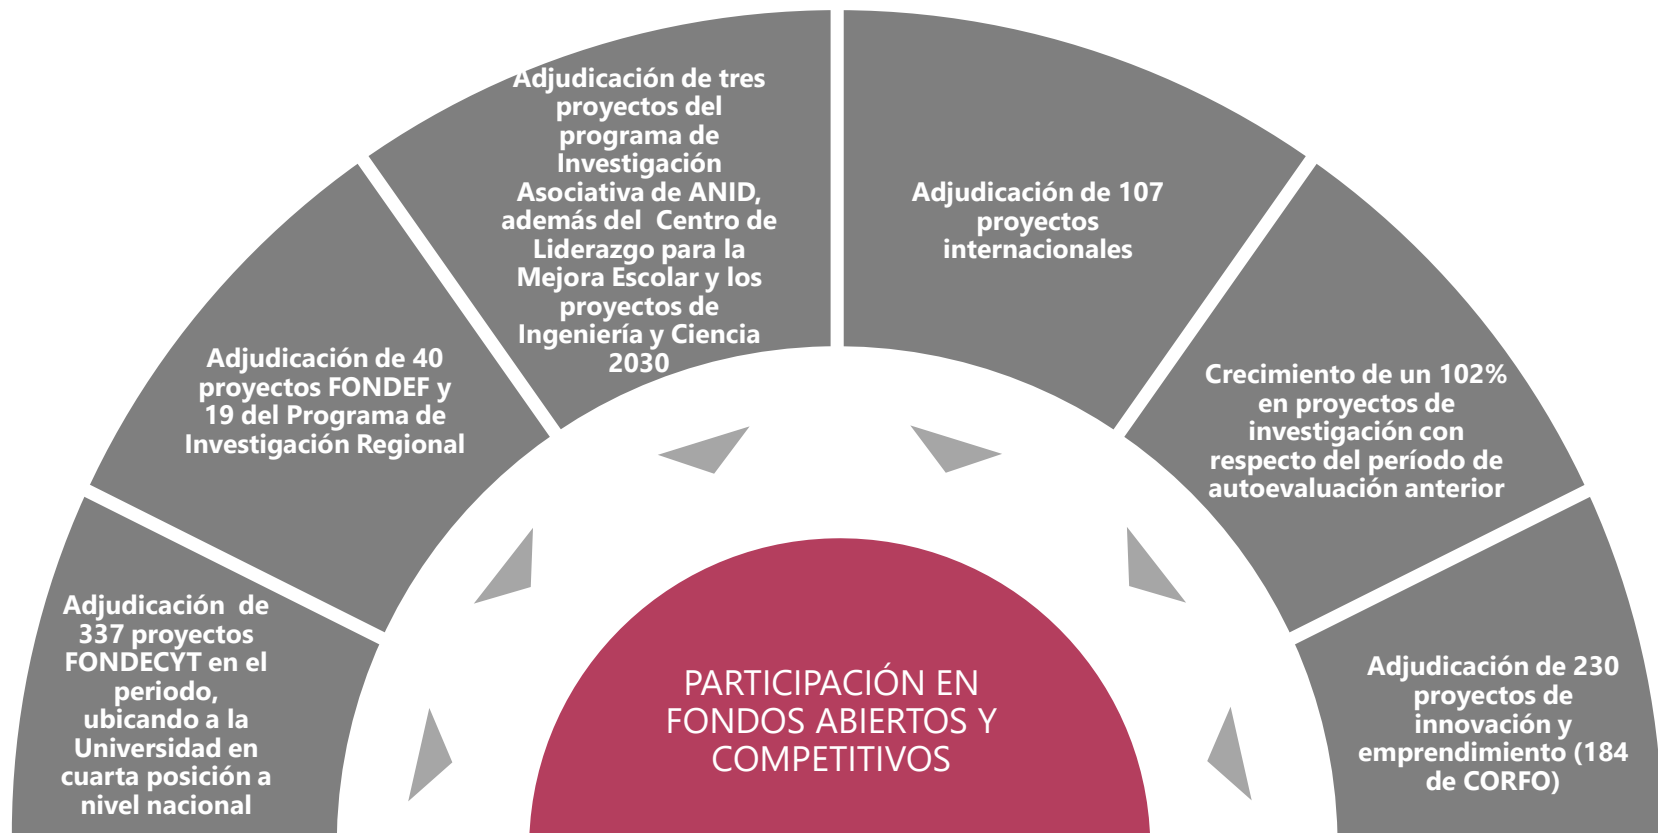 Adjudicación de
337 proyectos
FONDECYT en el
periodo,
ubicando a la
Universidad en
cuarta posición a
nivel nacional
Adjudicación de 40
proyectos FONDEF y
19 del Programa de
Investigación Regional
Adjudicación de tres
proyectos del
programa de
Investigación
Asociativa de ANID,
además del Centro de
Liderazgo para la
Mejora Escolar y los
proyectos de
Ingeniería y Ciencia
2030
Adjudicación de 107
proyectos
internacionales
Crecimiento de un 102%
en proyectos de
investigación con
respecto del período de
autoevaluación anterior
Adjudicación de 230
proyectos de
innovación y
emprendimiento (184
de CORFO)
PARTICIPACIÓN EN
FONDOS ABIERTOS Y
COMPETITIVOS